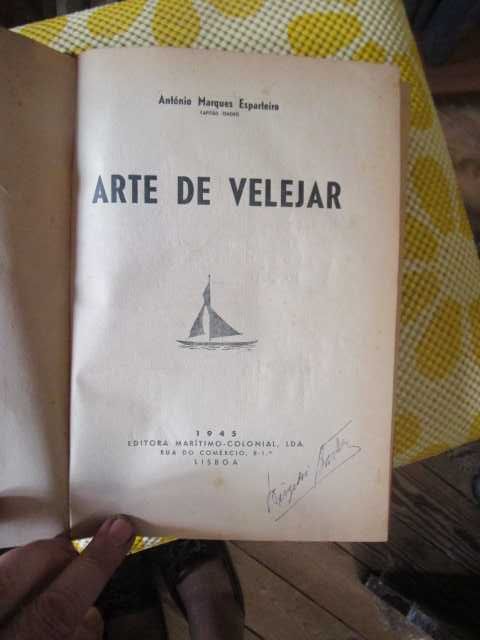 António Marques Esparteiro
CAPITÃO TENENTE
ARTE DE VELEJAR
1945
EDITORA MARÍTIMO-COLONIAL, LDA.
RUA DO COMÉRCIO, 8-1.º
LISBOA